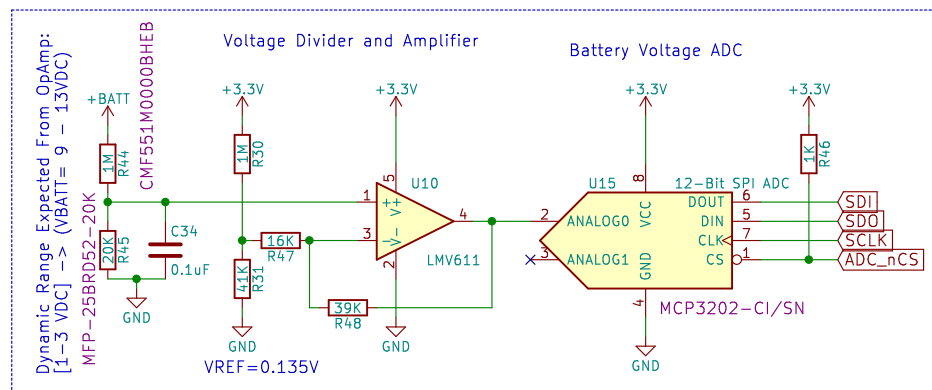 Dynamic Range Expected From OpAmp:
[1-3 VDC] -> (VBATT= 9 - 13VDC)
MFP-25BRD52-20K
CMF551M0000BHEB
Voltage Divider and Amplifier
Battery Voltage ADC
+BATT
1M
R44
20K
R45
C34
0.1uF
GND
+3.3V
1M
R30
16K
R47
41K
R31
GND
VREF=0.135V
+3.3V
U10
5
1
+
V+
4
3
-
V-
2
LMV611
39K
R48
GND
+3.3V
8
U15
12-Bit SPI ADC
VCC
2
ANALOG0
3
ANALOG1
GND
4
DOUT
6
SDI
DIN
5
SDO
CLK
7
SCLK
CS
1
ADC_nCS
MCP3202-CI/SN
GND
+3.3V
1K
R46